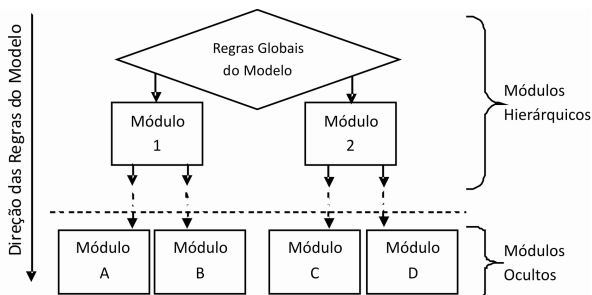 Direção das Regras do Modelo
Regras Globais
do Modelo
Módulo
1
Módulo
2
Módulos
Hierárquicos
Módulo
A
Módulo
B
Módulo
C
Módulo
D
Módulos
Ocultos